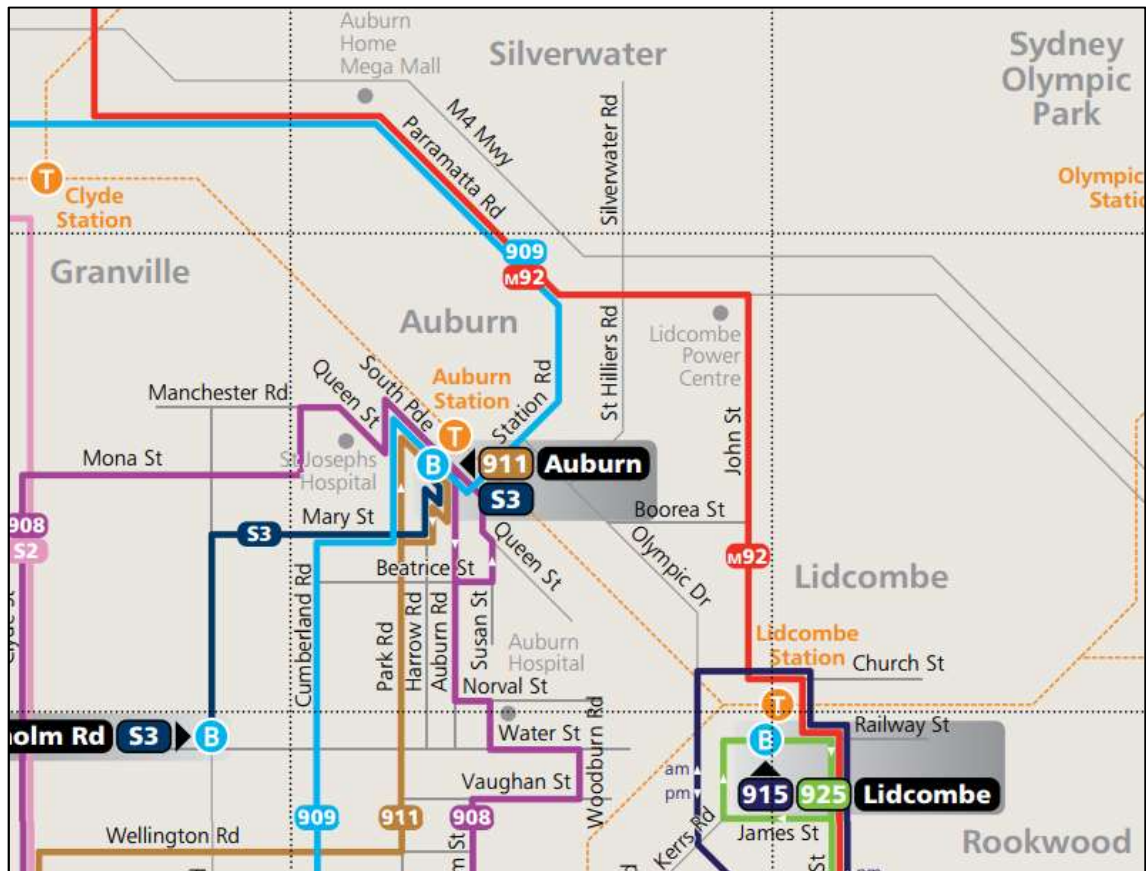 Auburn
Home
Mega Mall
Silverwater
Sydney
Olympic
Park
M4 Mwy
Silverwater Rd
Parramatta Rd
T
Clyde
Station
Olympic
909
M92
Granville
Auburn
St Hilliers Rd
Lidcombe
Power
Centre
Manchester Rd
Queen St
South Pde
Auburn
Station
T
Station Rd
John St
Mona St
St Josephs
Hospital
B
911
Auburn
S3
908
S2
Mary St
S3
Boorea St
Queen St
Olympic Dr
M92
Lidcombe
Beatrice St
Cumberland Rd
Park Rd
Harrow Rd
Auburn Rd
Susan St
Auburn
Hospital
Lidcombe
Station
Church St
Norval St
T
holm Rd
S3
B
Water St
Woodburn Rd
B
Railway St
Vaughan St
am
pm
915
925
Lidcombe
909
911
908
Wellington Rd
Kerrs Rd
James St
Rookwood
St